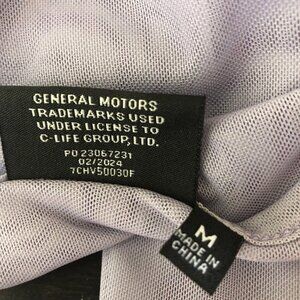 GENERAL MOTORS
TRADEMARKS USED
UNDER LICENSE TO
C-LIFE GROUP, LTD.
PO 23067231
02/2024
7CHV50030F
M
MADE IN
CHINA